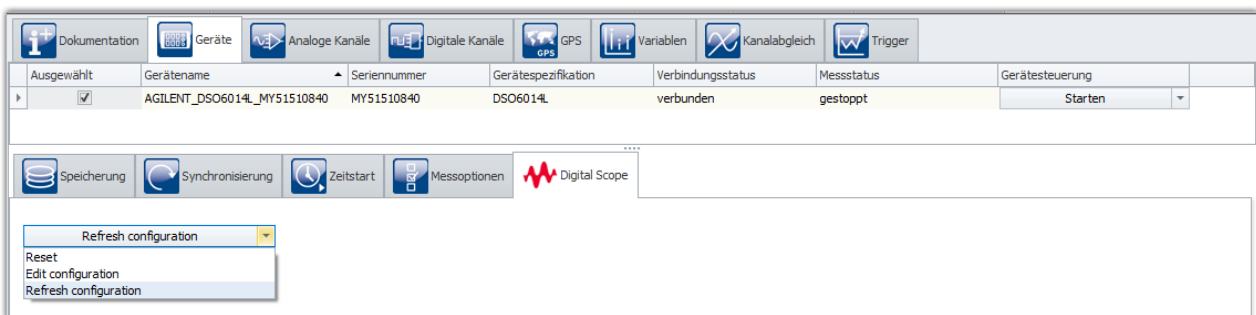 Dokumentation Geräte Analoge Kanäle Digitale Kanäle GPS GPS Variablen Kanalabgleich Trigger
Ausgewählt Gerätename Seriennummer Gerätespezifikation Verbindungsstatus Messstatus Gerätesteuerung
AGILENT_DSO6014L_MY51510840 MY51510840 DSO6014L verbunden gestoppt Starten
Speicherung Synchronisierung Zeitstart Messoptionen Digital Scope
Refresh configuration
Reset
Edit configuration
Refresh configuration